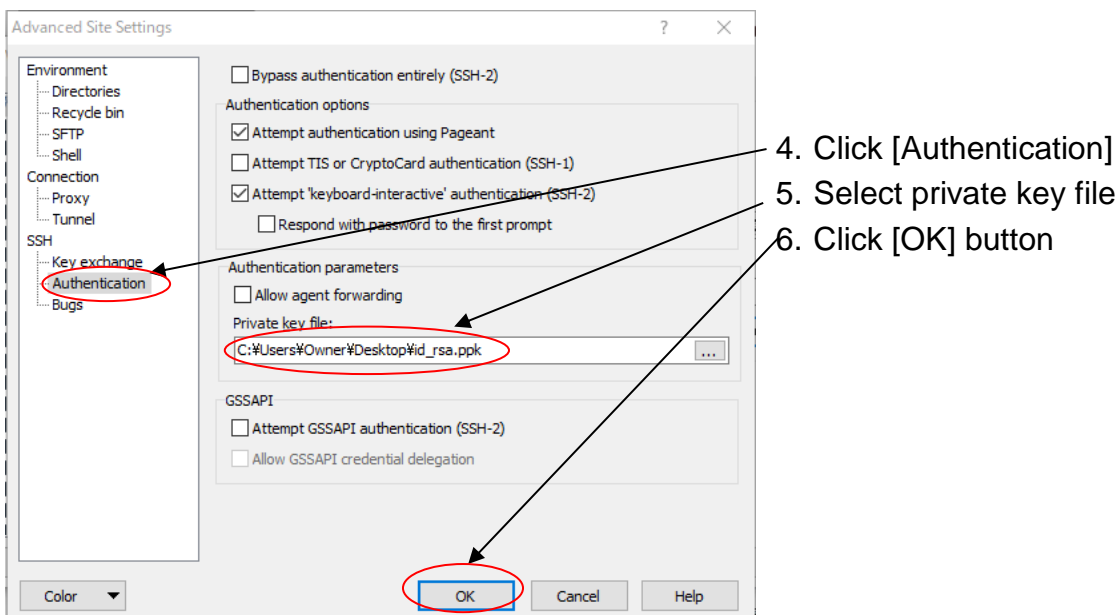 Advanced Site Settings
?
Environment
Directories
Recycle bin
SFTP
Shell
Connection
Proxy
Tunnel
SSH
Key exchange
Authentication
Bugs
Bypass authentication entirely (SSH-2)
Authentication options
Attempt authentication using Pageant
Attempt TIS or CryptoCard authentication (SSH-1)
Attempt 'keyboard-interactive' authentication (SSH-2)
Respond with password to the first prompt
Authentication parameters
Allow agent forwarding
Private key file:
C:¥Users¥Owner¥Desktop¥id_rsa.ppk
...
GSSAPI
Attempt GSSAPI authentication (SSH-2)
Allow GSSAPI credential delegation
Color
OK
Cancel
Help
4. Click [Authentication]
5. Select private key file
6. Click [OK] button